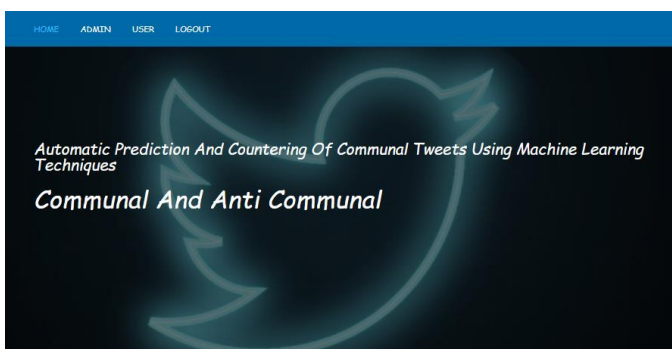 HOME ADMIN USER LOGOUT
Automatic Prediction And Countering Of Communal Tweets Using Machine Learning
Techniques
Communal And Anti Communal